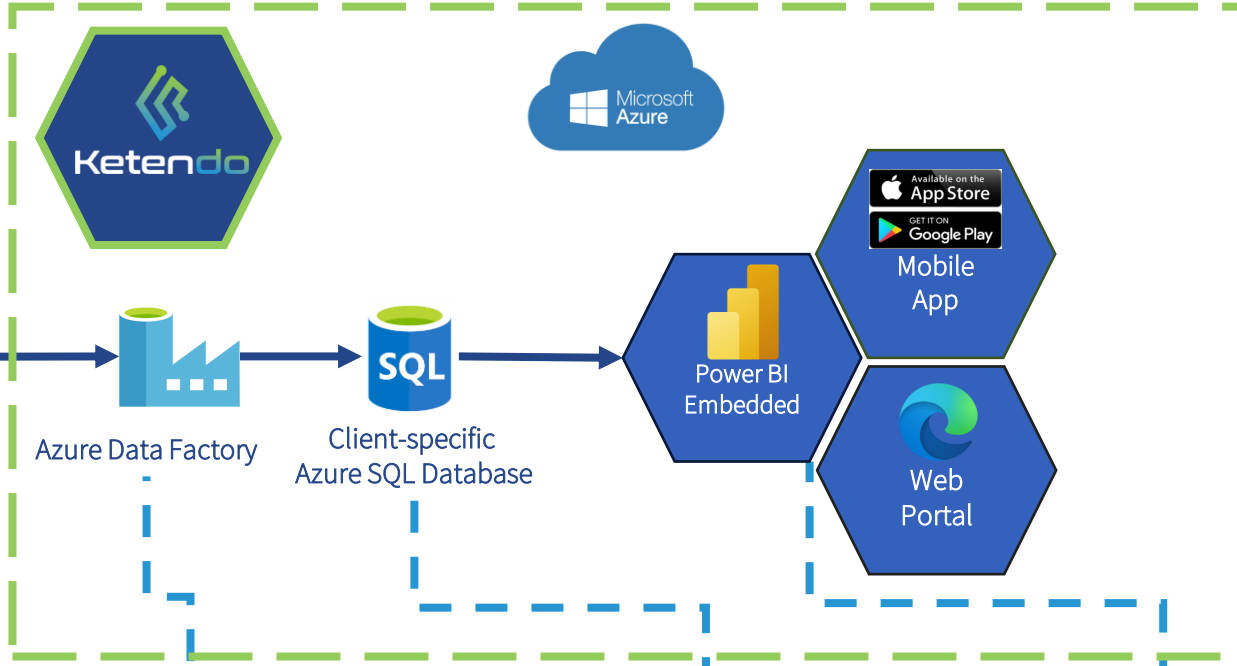 Ketendo
Microsoft
Azure
Available on the
App Store
GET IT ON
Google Play
Mobile
App
Power BI
Embedded
Web
Portal
SQL
Azure Data Factory
Client-specific
Azure SQL Database